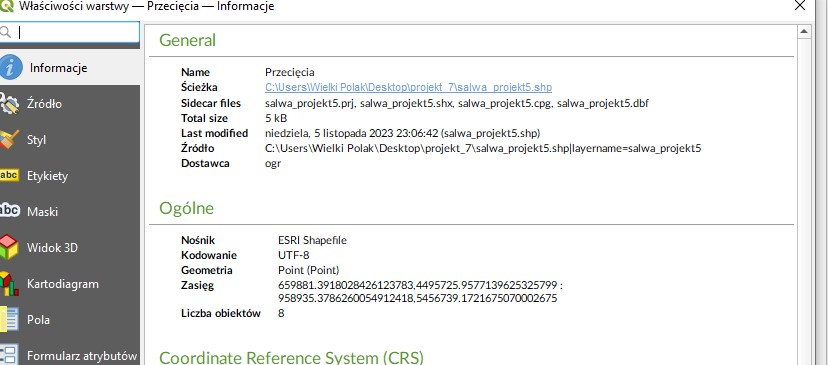 Właściwości warstwy — Przecięcia — Informacje
General
Informacje
Name Przecięcia
Ścieżka C:\Users\Wielki Polak\Desktop\projekt_7\salwa_projekt5.shp
Źródło
Sidecar files salwa_projekt5.prj, salwa_projekt5.shx, salwa_projekt5.cpg, salwa_projekt5.dbf
Total size 5 kB
Styl
Last modified niedziela, 5 listopada 2023 23:06:42 (salwa_projekt5.shp)
Źródło C:\Users\Wielki Polak\Desktop\projekt_7\salwa_projekt5.shp|layername=salwa_projekt5
Dostawca ogr
abc Etykiety
abc Maski
Ogólne
Nośnik ESRI Shapefile
Widok 3D
Kodowanie UTF-8
Geometria Point (Point)
Kartodiagram
Zasięg 659881.3918028426123783,4495725.9577139625325799 :
958935.3786260054912418,5456739.1721675070002675
Liczba obiektów 8
Pola
Formularz atrybutów
Coordinate Reference System (CRS)